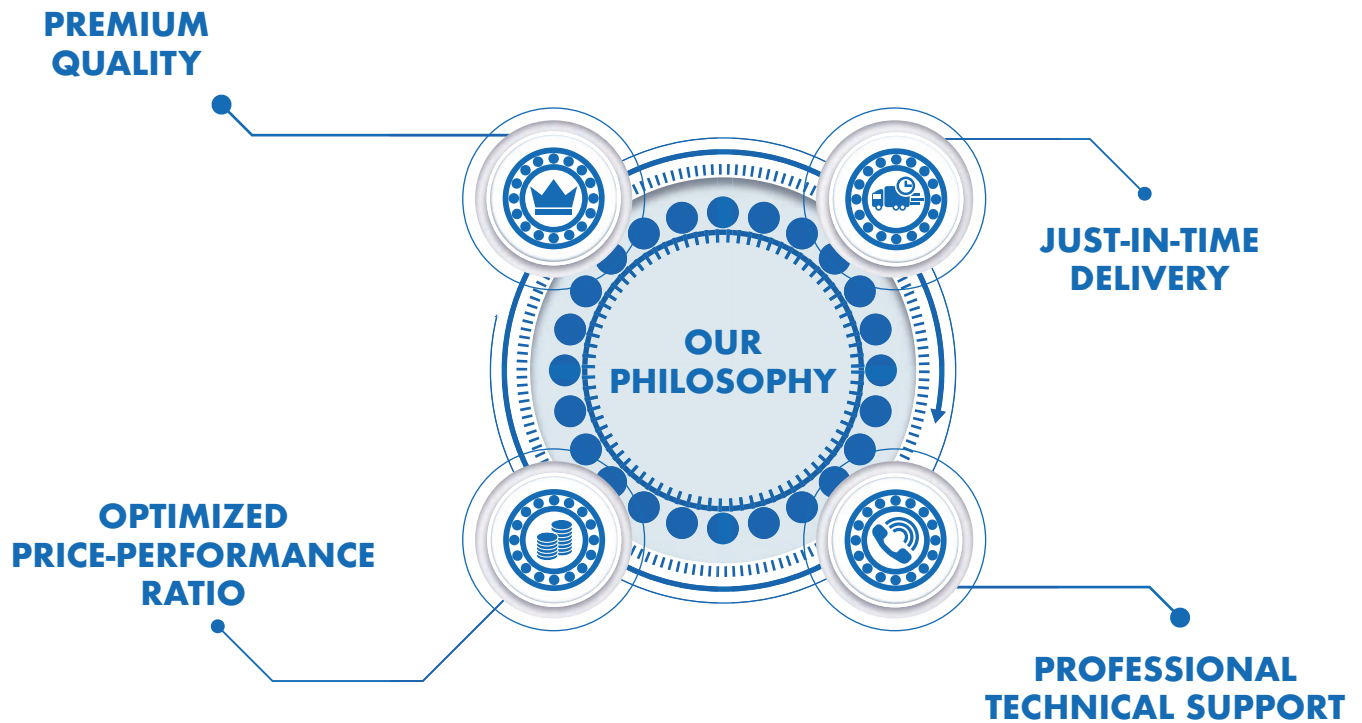 PREMIUM
QUALITY
JUST-IN-TIME
DELIVERY
OUR
PHILOSOPHY
OPTIMIZED
PRICE-PERFORMANCE
RATIO
PROFESSIONAL
TECHNICAL SUPPORT